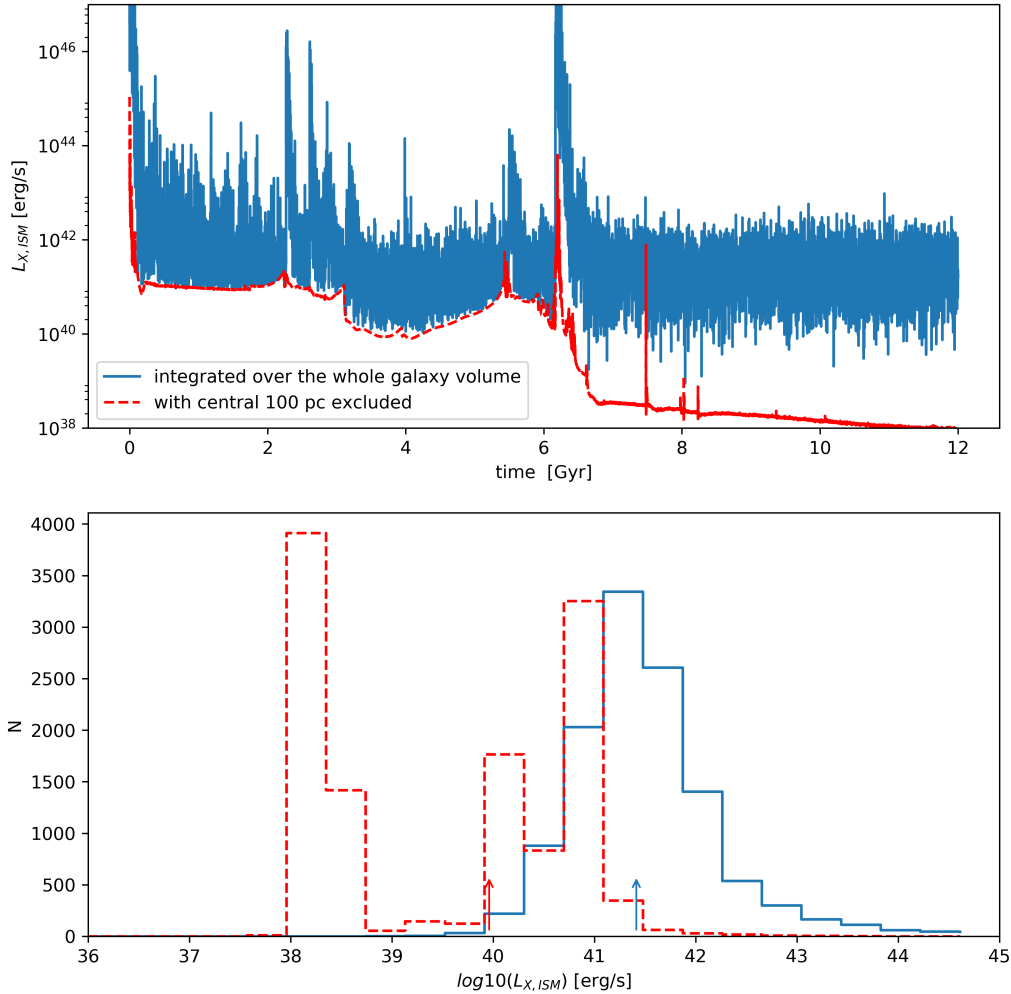 10^46
10^44
10^42
10^40
10^38
L_{X,ISM} [erg/s]
integrated over the whole galaxy volume
with central 100 pc excluded
0 2 4 6 8 10 12
time [Gyr]
4000
3500
3000
2500
2000
1500
1000
500
0
N
36 37 38 39 40 41 42 43 44 45
log10(L_{X,ISM}) [erg/s]